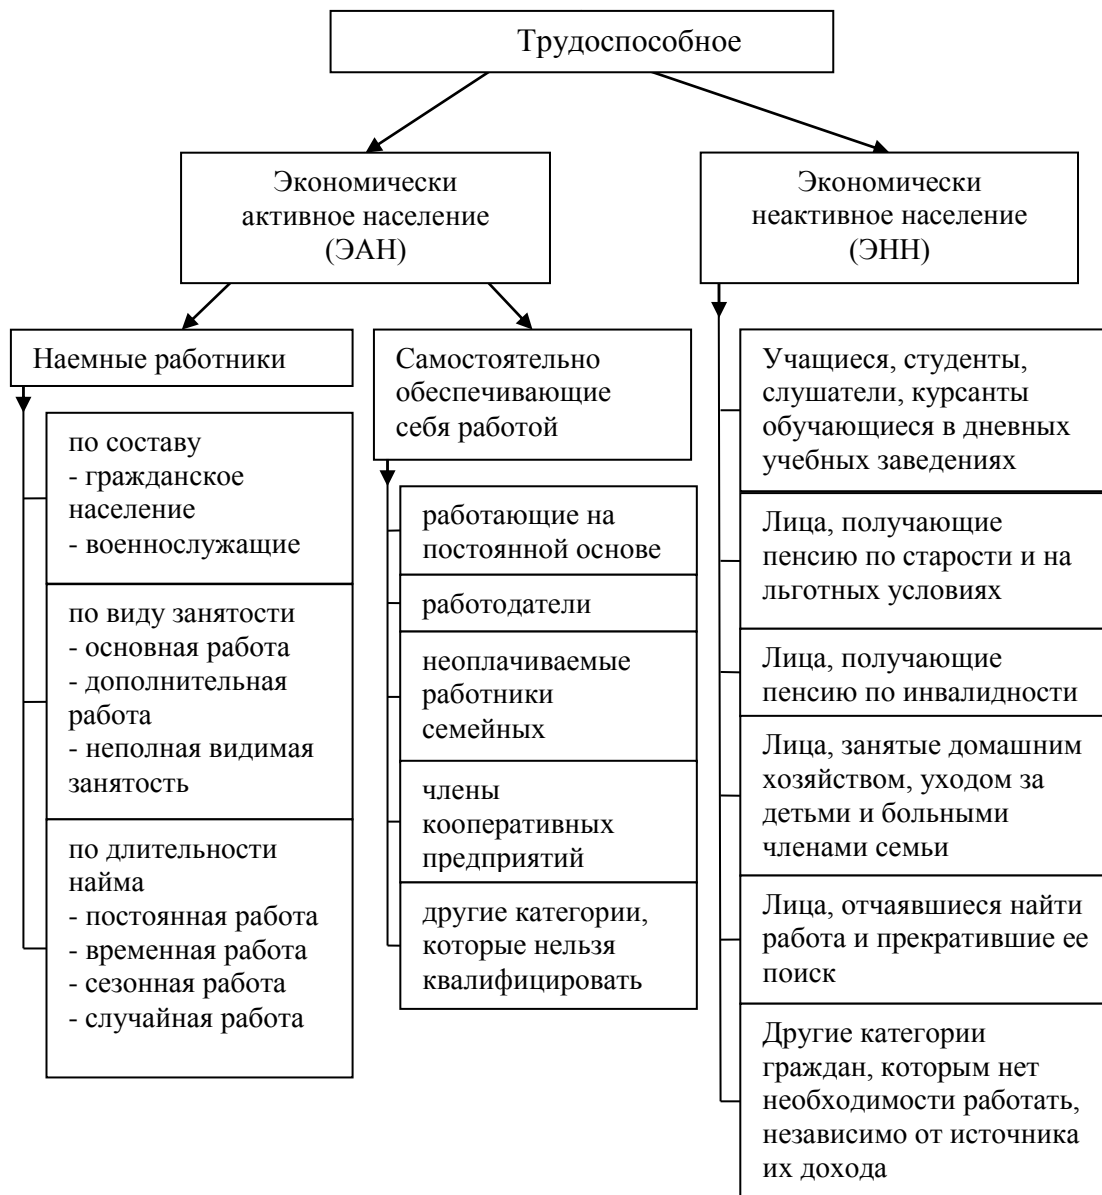 Трудоспособное
Экономически
активное население
(ЭАН)
Экономически
неактивное население
(ЭНН)
Наемные работники
по составу
- гражданское
население
- военнослужащие
по виду занятости
- основная работа
- дополнительная
работа
- неполная видимая
занятость
по длительности
найма
- постоянная работа
- временная работа
- сезонная работа
- случайная работа
Самостоятельно
обеспечивающие
себя работой
работающие на
постоянной основе
работодатели
неоплачиваемые
работники
семейных
члены
кооперативных
предприятий
другие категории,
которые нельзя
квалифицировать
Учащиеся, студенты,
слушатели, курсанты
обучающиеся в дневных
учебных заведениях
Лица, получающие
пенсию по старости и на
льготных условиях
Лица, получающие
пенсию по инвалидности
Лица, занятые домашним
хозяйством, уходом за
детьми и больными
членами семьи
Лица, отчаявшиеся найти
работа и прекратившие ее
поиск
Другие категории
граждан, которым нет
необходимости работать,
независимо от источника
их дохода